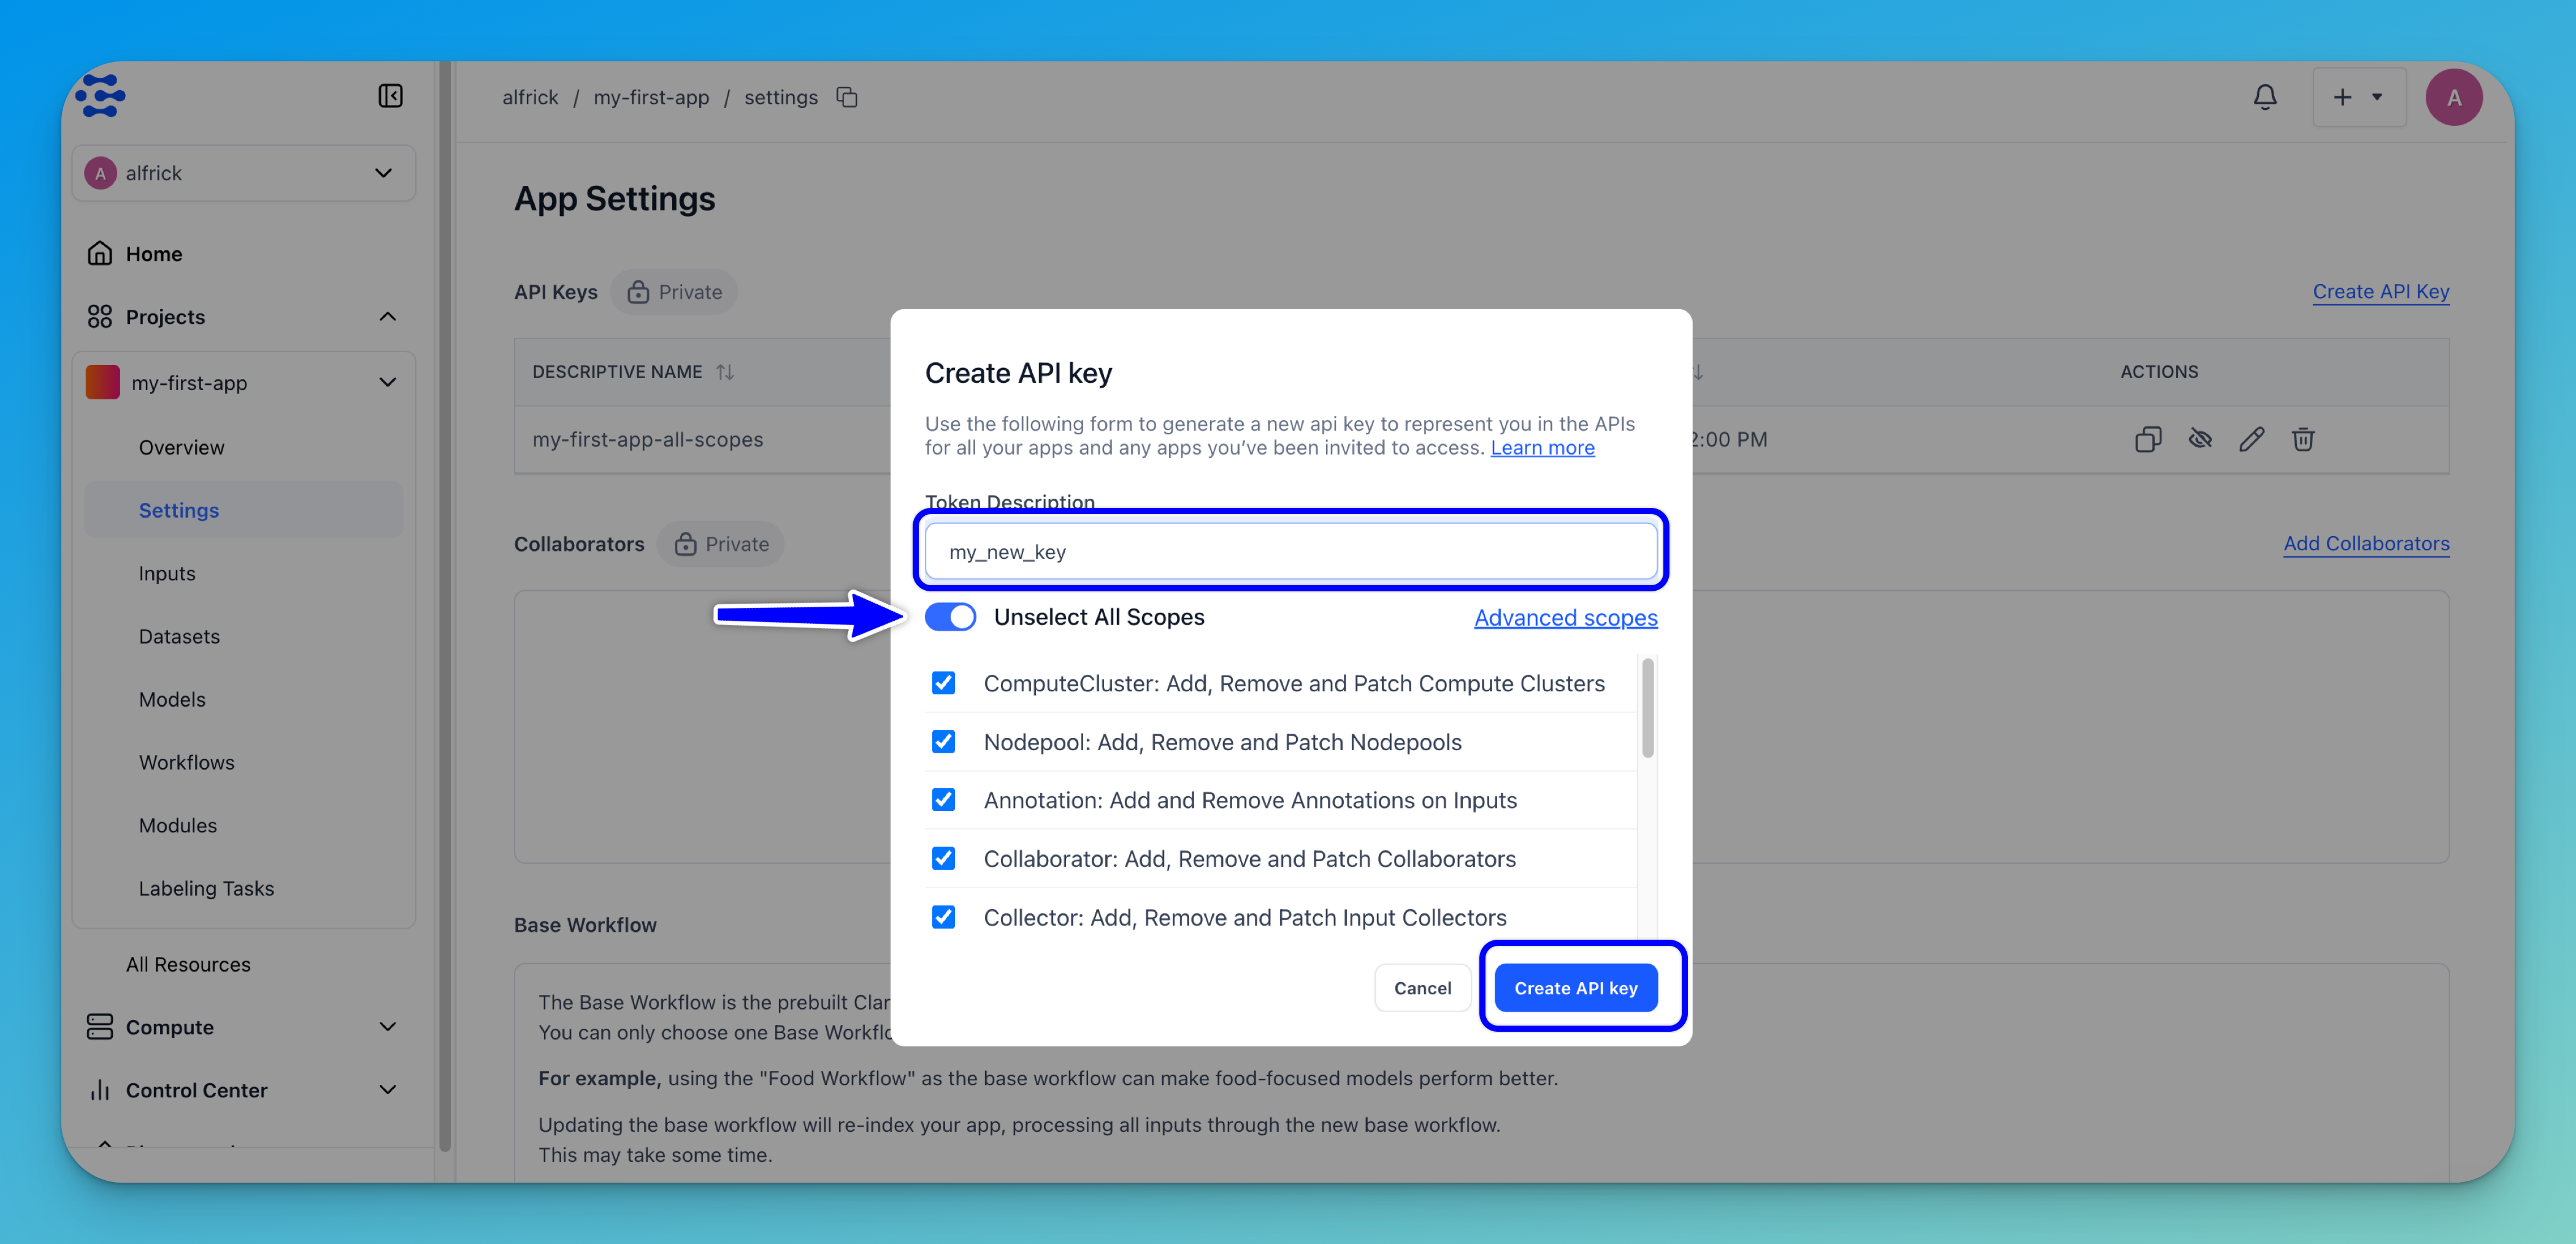 alfrick / my-first-app / settings
A
A alfrick
Home
Projects
my-first-app
Overview
Settings
Inputs
Datasets
Models
Workflows
Modules
Labeling Tasks
All Resources
Compute
Control Center
App Settings
API Keys Private
Create API Key
DESCRIPTIVE NAME
ACTIONS
my-first-app-all-scopes
2:00 PM
Collaborators Private
Add Collaborators
Base Workflow
The Base Workflow is the prebuilt Clar
You can only choose one Base Workflo
For example, using the "Food Workflow" as the base workflow can make food-focused models perform better.
Updating the base workflow will re-index your app, processing all inputs through the new base workflow.
This may take some time.
Create API key
Use the following form to generate a new api key to represent you in the APIs
for all your apps and any apps you’ve been invited to access. Learn more
Token Description
my_new_key
Unselect All Scopes
Advanced scopes
ComputeCluster: Add, Remove and Patch Compute Clusters
Nodepool: Add, Remove and Patch Nodepools
Annotation: Add and Remove Annotations on Inputs
Collaborator: Add, Remove and Patch Collaborators
Collector: Add, Remove and Patch Input Collectors
Cancel
Create API key